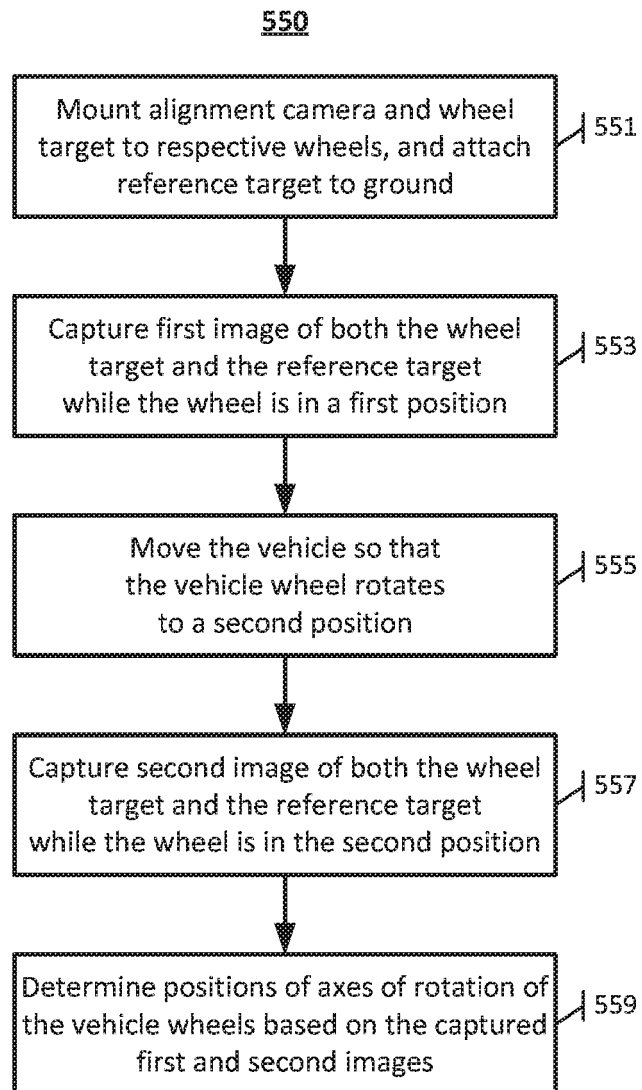 550
Mount alignment camera and wheel
target to respective wheels, and attach
reference target to ground
551
Capture first image of both the wheel
target and the reference target
while the wheel is in a first position
553
Move the vehicle so that
the vehicle wheel rotates
to a second position
555
Capture second image of both the wheel
target and the reference target
while the wheel is in the second position
557
Determine positions of axes of rotation of
the vehicle wheels based on the captured
first and second images
559